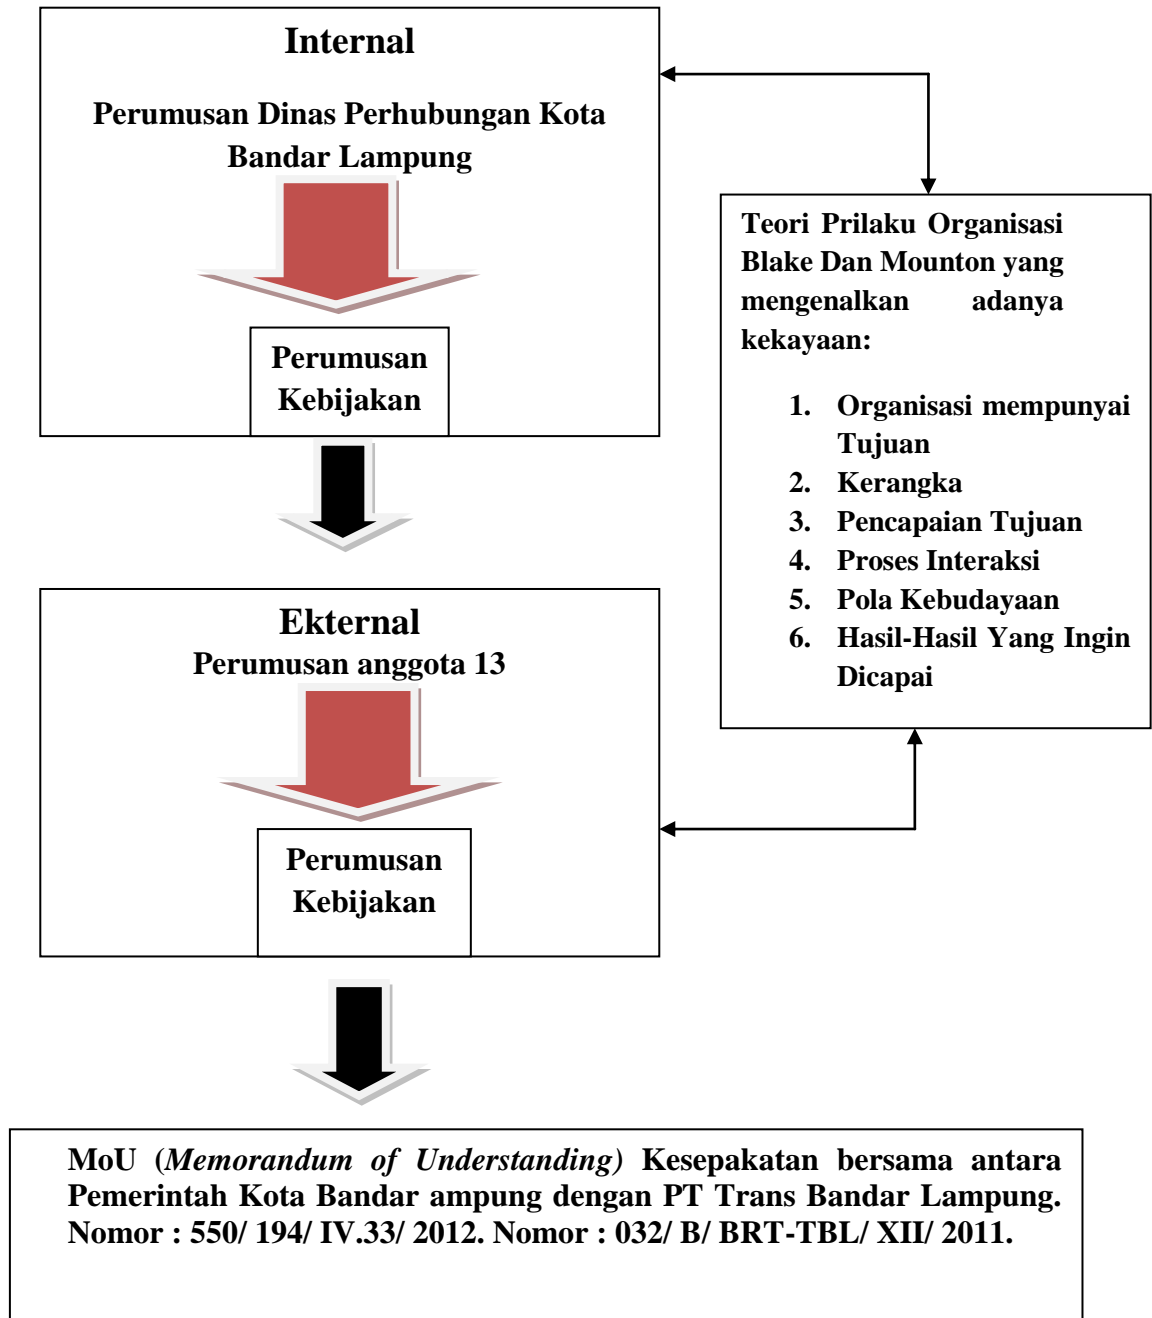 Internal
Perumusan Dinas Perhubungan Kota
Bandar Lampung
Perumusan
Kebijakan
Teori Prilaku Organisasi
Blake Dan Mounton yang
mengenalkan adanya
kekayaan:
1. Organisasi mempunyai
Tujuan
2. Kerangka
3. Pencapaian Tujuan
4. Proses Interaksi
5. Pola Kebudayaan
6. Hasil-Hasil Yang Ingin
Dicapai
Ekternal
Perumusan anggota 13
Perumusan
Kebijakan
MoU (Memorandum of Understanding) Kesepakatan bersama antara
Pemerintah Kota Bandar ampung dengan PT Trans Bandar Lampung.
Nomor : 550/ 194/ IV.33/ 2012. Nomor : 032/ B/ BRT-TBL/ XII/ 2011.